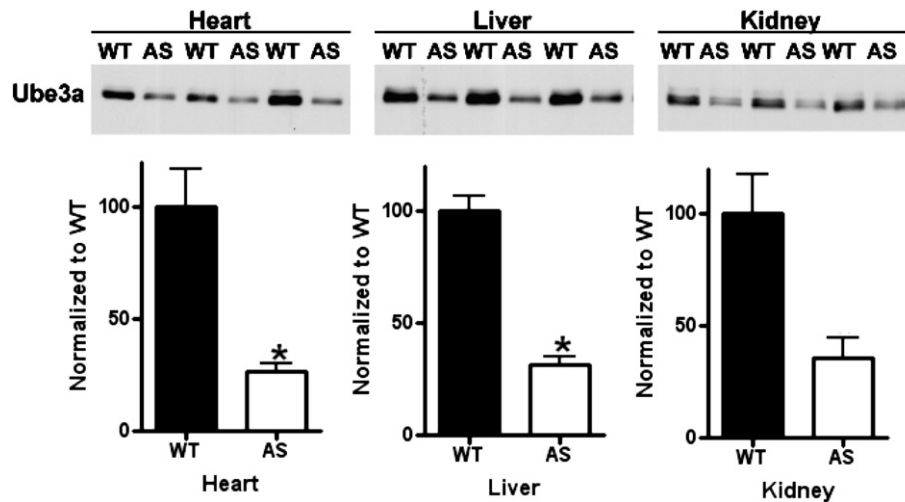 Heart Liver Kidney
WT AS WT AS WT AS WT AS WT AS WT AS WT AS WT AS WT AS
Ube3a
Normalized to WT
100
50
0
*
WT AS
Heart
Normalized to WT
100
50
0
*
WT AS
Liver
Normalized to WT
100
50
0
WT AS
Kidney